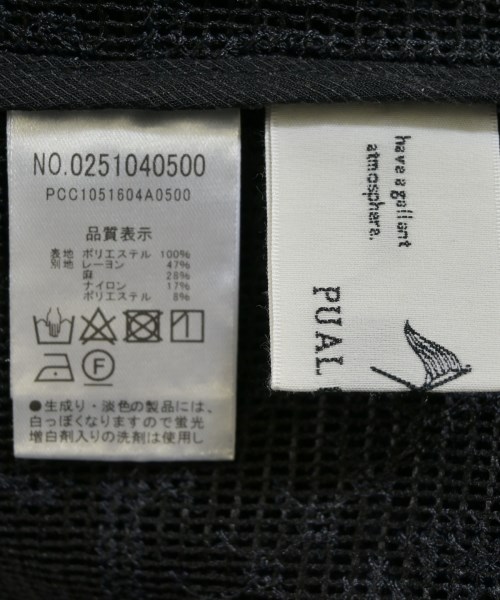 NO.0251040500
PCC1051604A0500
品質表示
表地 ポリエステル 100%
別地 レーヨン 47%
麻 28%
ナイロン 17%
ポリエステル 8%
F
●生成り・淡色の製品には、
白っぽくなりますので蛍光
増白剤入りの洗剤は使用し
have a gallant
atmosphere.
PUAL